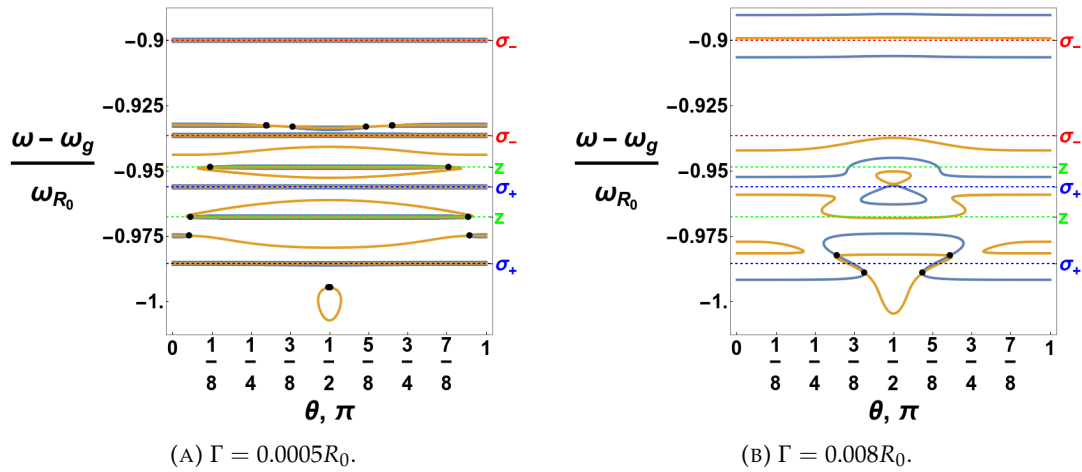 -0.9
-0.925
-0.95
-0.975
-1.
ω − ω_g
ω_{R_0}
σ_−
σ_−
z
σ_+
z
σ_+
0 1/8 1/4 3/8 1/2 5/8 3/4 7/8 1
θ, π
(A) Γ = 0.0005R_0.
-0.9
-0.925
-0.95
-0.975
-1.
ω − ω_g
ω_{R_0}
σ_−
σ_−
z
σ_+
z
σ_+
0 1/8 1/4 3/8 1/2 5/8 3/4 7/8 1
θ, π
(B) Γ = 0.008R_0.